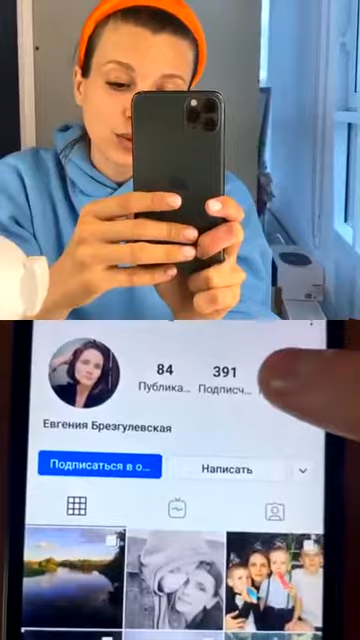 84 391
Публика... Подписч...
Евгения Брезгулевская
Подписаться в о... Написать